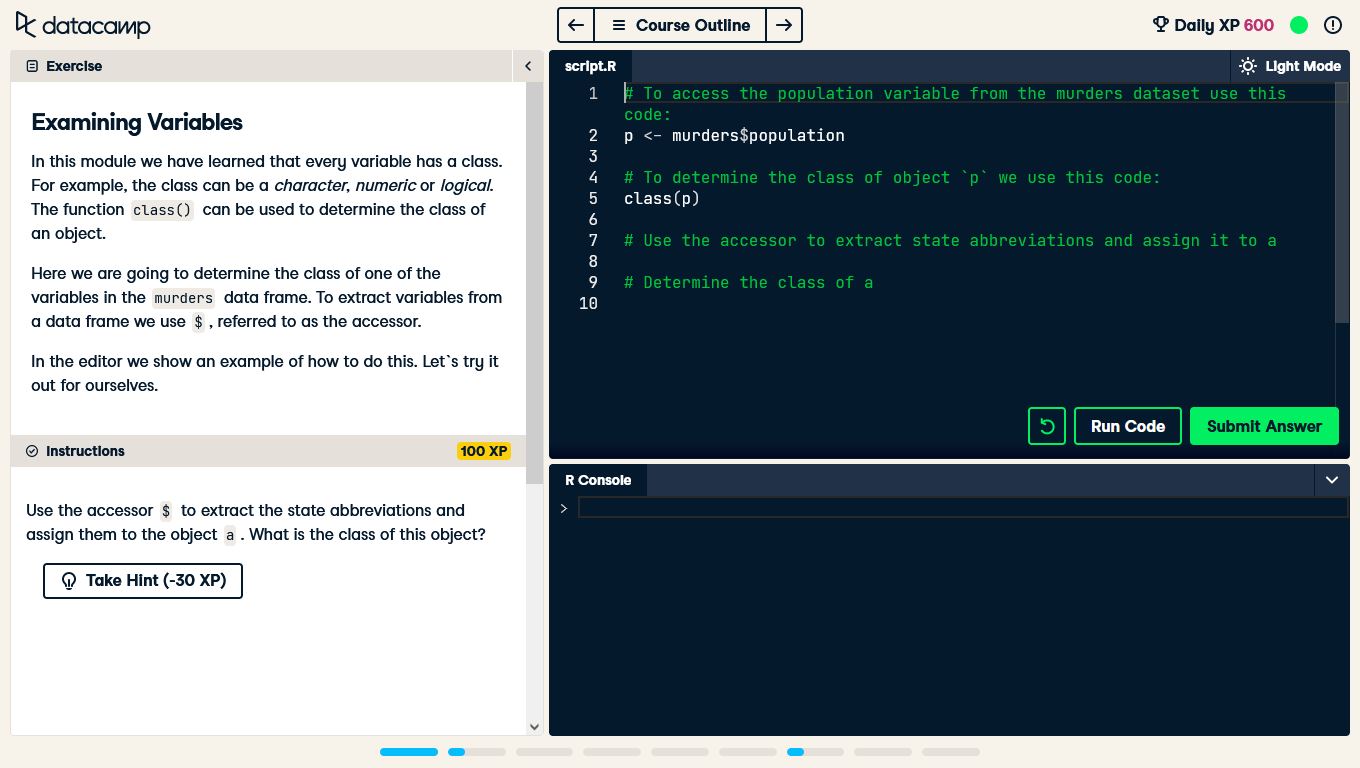 datacamp
Course Outline
Daily XP 600
Exercise
Examining Variables
In this module we have learned that every variable has a class.
For example, the class can be a character, numeric or logical.
The function class() can be used to determine the class of
an object.
Here we are going to determine the class of one of the
variables in the murders data frame. To extract variables from
a data frame we use $, referred to as the accessor.
In the editor we show an example of how to do this. Let`s try it
out for ourselves.
Instructions
100 XP
Use the accessor $ to extract the state abbreviations and
assign them to the object a. What is the class of this object?
Take Hint (-30 XP)
script.R
Light Mode
1 # To access the population variable from the murders dataset use this
code:
2 p <- murders$population
3
4 # To determine the class of object `p` we use this code:
5 class(p)
6
7 # Use the accessor to extract state abbreviations and assign it to a
8
9 # Determine the class of a
10
Run Code
Submit Answer
R Console
>